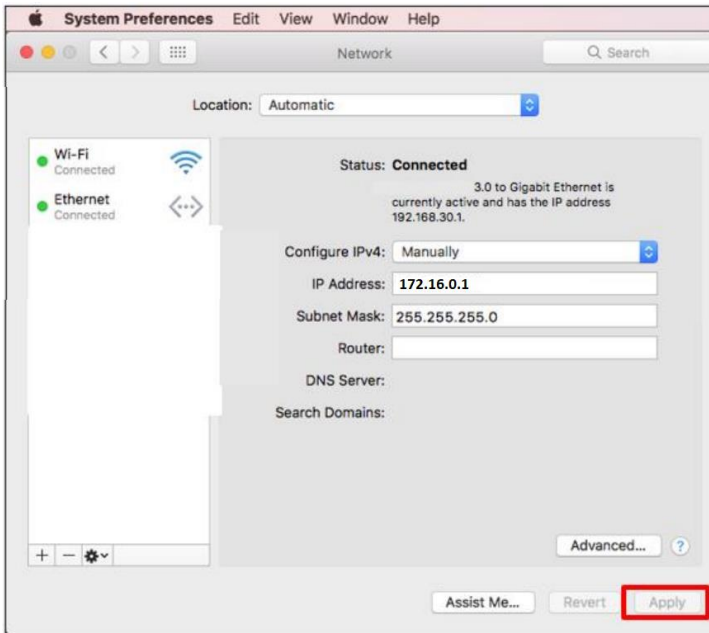 System Preferences Edit View Window Help
Network
Search
Location: Automatic
Wi-Fi
Connected
Ethernet
Connected
Status: Connected
3.0 to Gigabit Ethernet is
currently active and has the IP address
192.168.30.1.
Configure IPv4: Manually
IP Address: 172.16.0.1
Subnet Mask: 255.255.255.0
Router:
DNS Server:
Search Domains:
Advanced... ?
Assist Me... Revert Apply